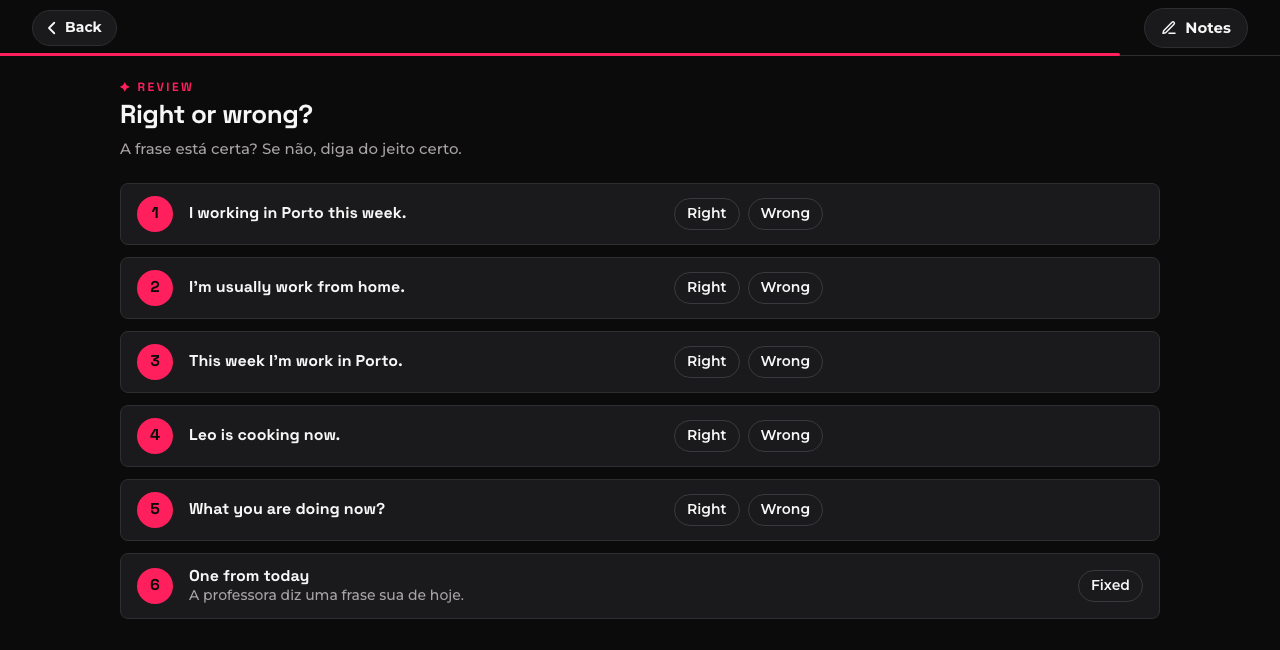 Back
Notes
REVIEW
Right or wrong?
A frase está certa? Se não, diga do jeito certo.
1 I working in Porto this week. Right Wrong
2 I'm usually work from home. Right Wrong
3 This week I'm work in Porto. Right Wrong
4 Leo is cooking now. Right Wrong
5 What you are doing now? Right Wrong
6 One from today
A professora diz uma frase sua de hoje.
Fixed